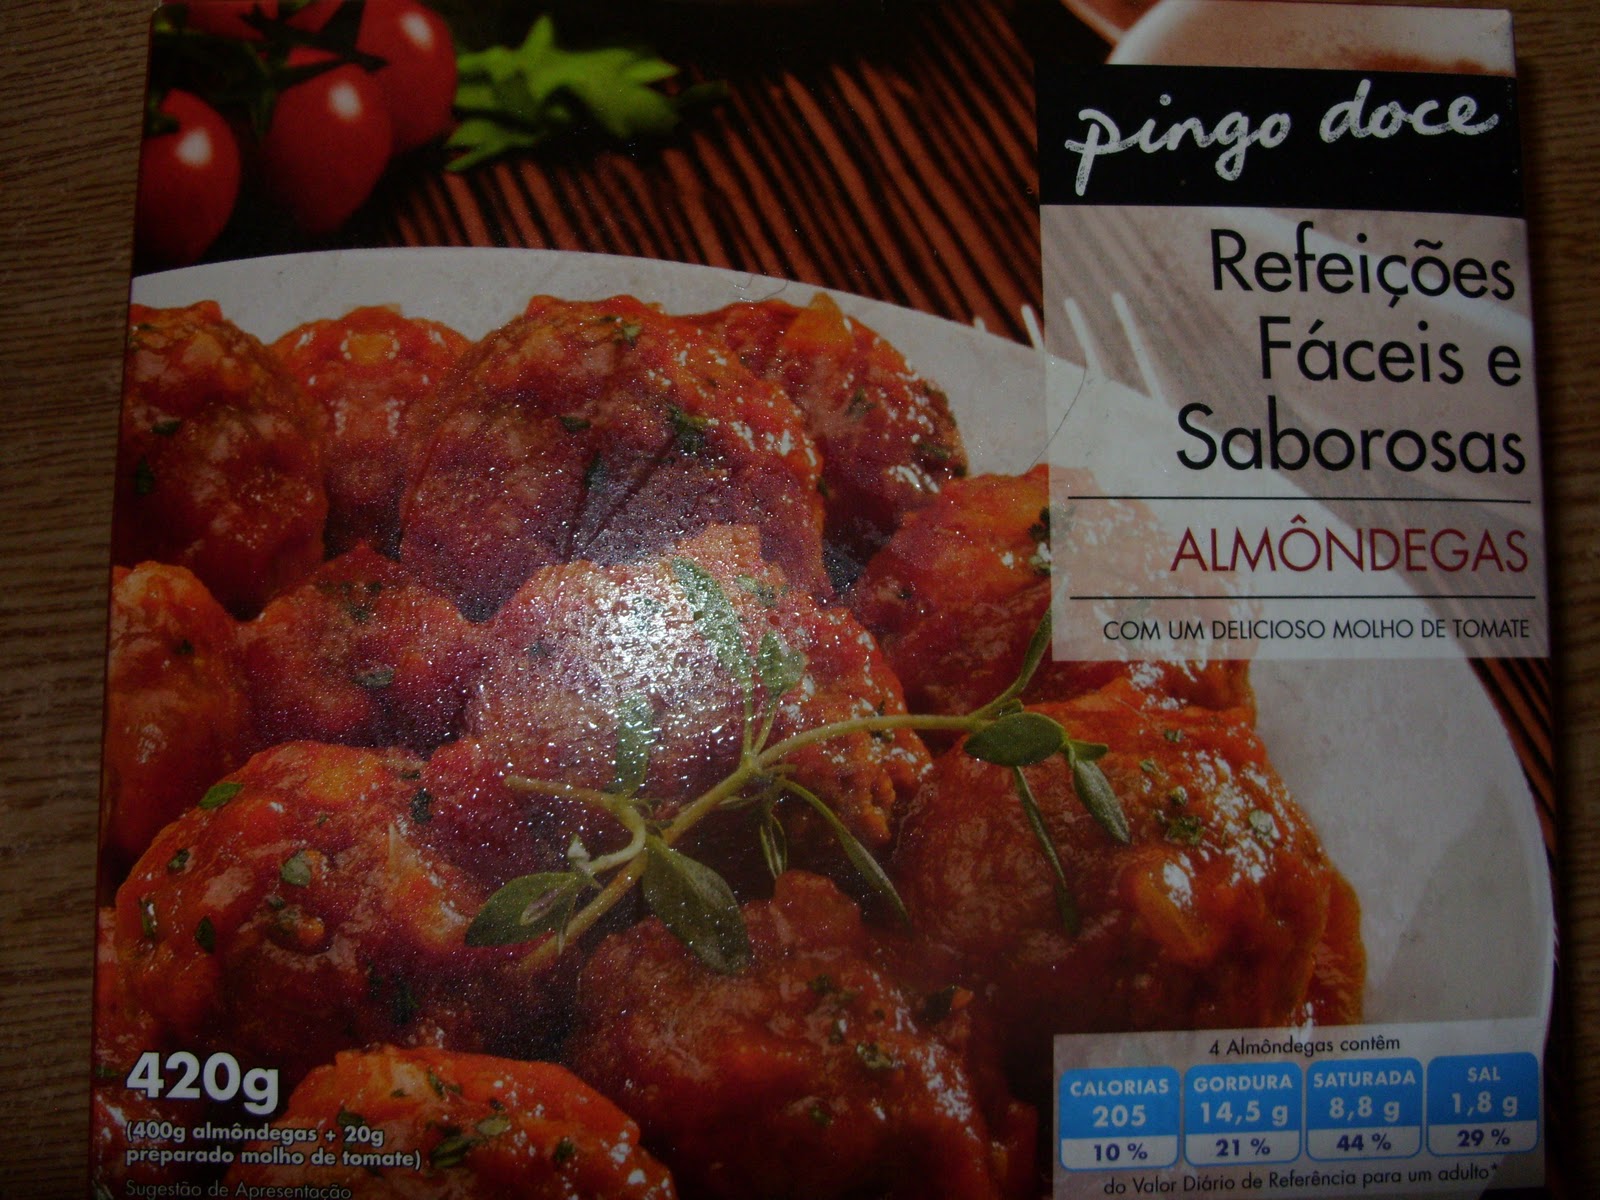 pingo doce
Refeições
Fáceis e
Saborosas
ALMÔNDEGAS
COM UM DELICIOSO MOLHO DE TOMATE
420g
(400g almôndegas + 20g
preparado molho de tomate)
Sugestão de Apresentação
4 Almôndegas contêm
CALORIAS GORDURA SATURADA SAL
205 14,5 g 8,8 g 1,8 g
10 % 21 % 44 % 29 %
do Valor Diário de Referência para um adulto*